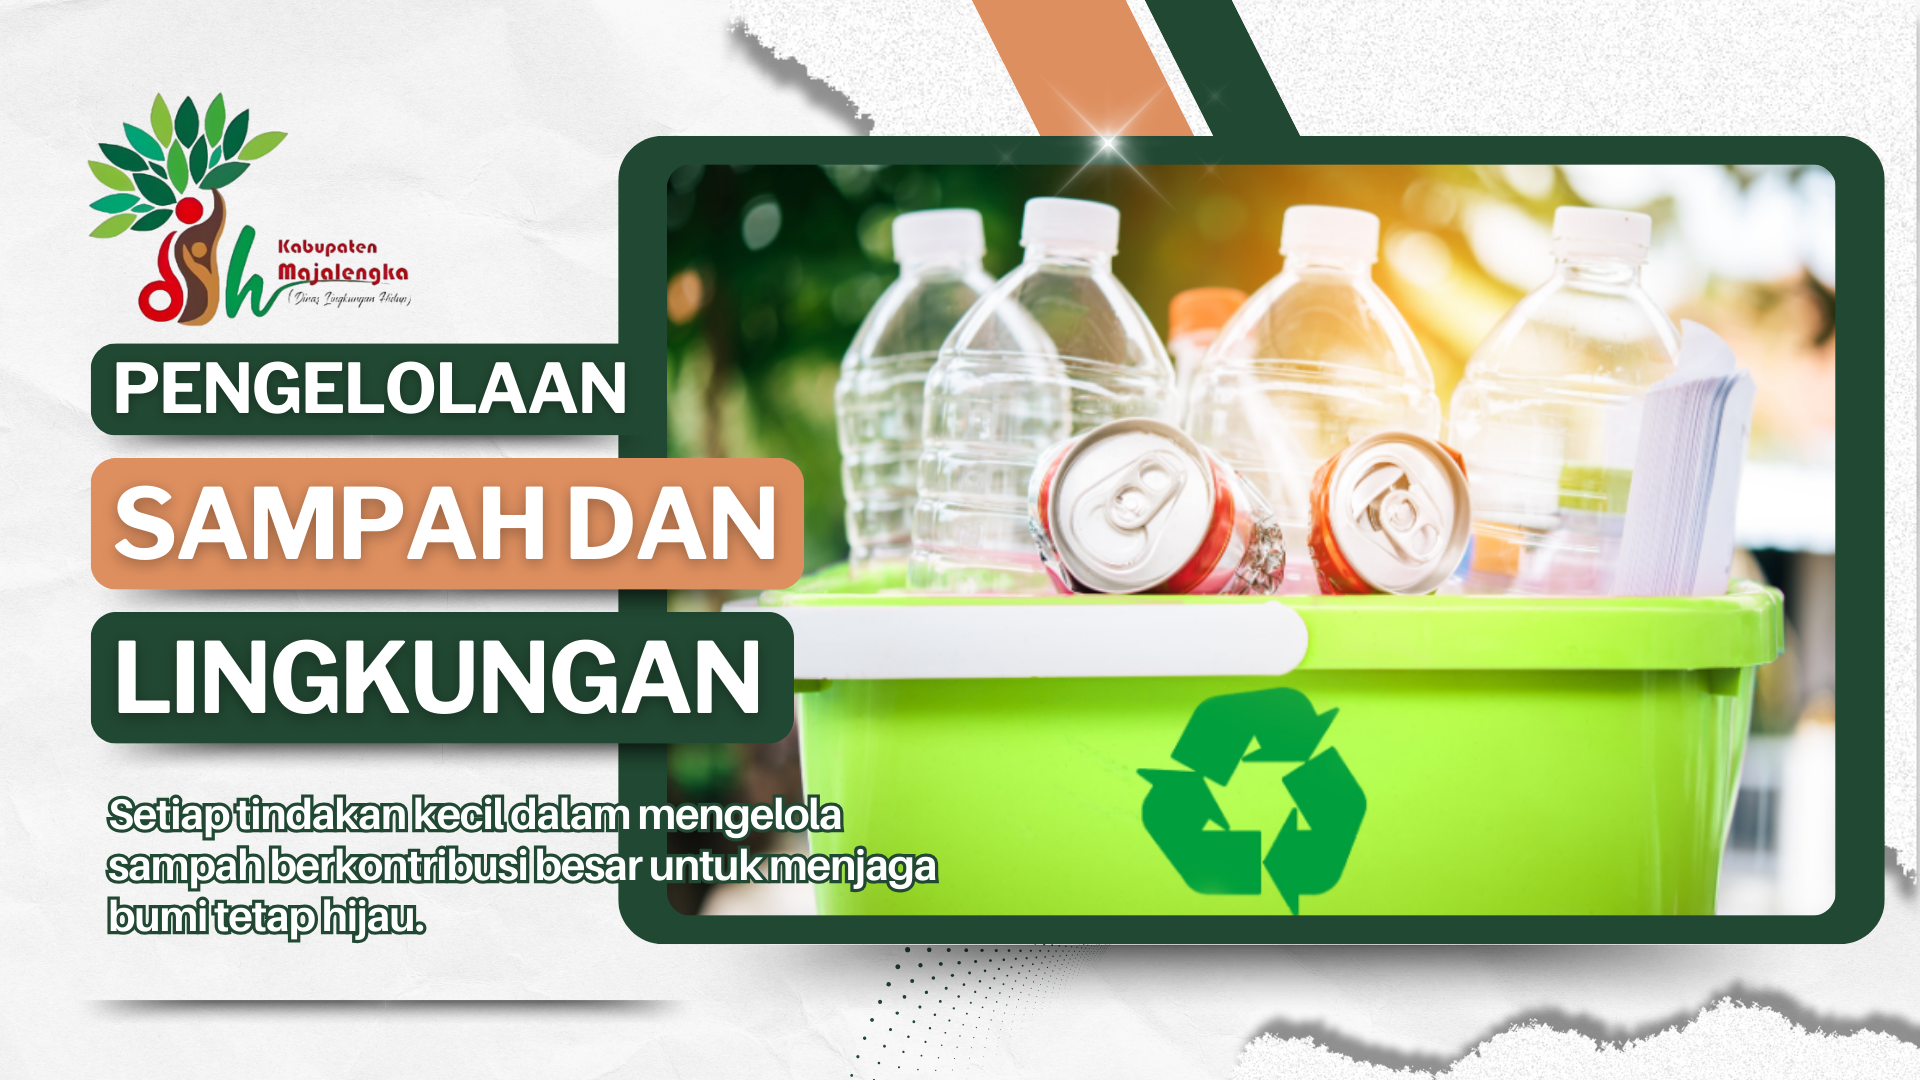 dlh
Kabupaten
Majalengka
(Dinas Lingkungan Hidup)
PENGELOLAAN
SAMPAH DAN
LINGKUNGAN
Setiap tindakan kecil dalam mengelola
sampah berkontribusi besar untuk menjaga
bumi tetap hijau.